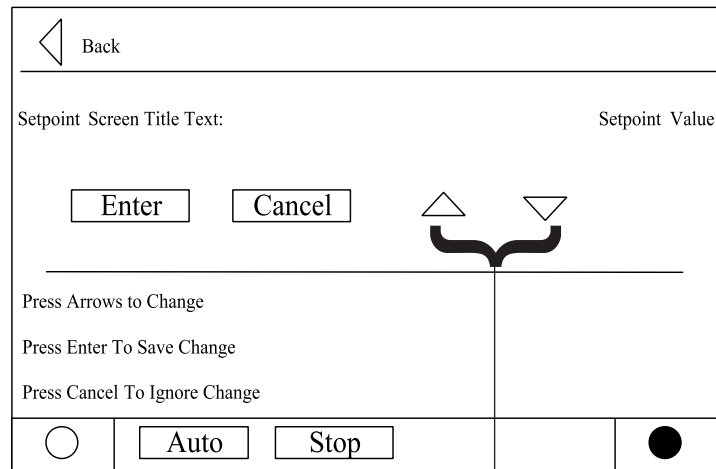 Back
Setpoint Screen Title Text: Setpoint Value
Enter Cancel
Press Arrows to Change
Press Enter To Save Change
Press Cancel To Ignore Change
Auto Stop